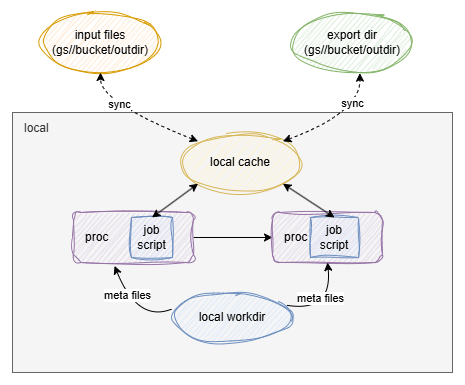 input files
(gs//bucket/outdir)
export dir
(gs//bucket/outdir)
sync
sync
local
local cache
proc
job
script
proc
job
script
meta files
meta files
local workdir